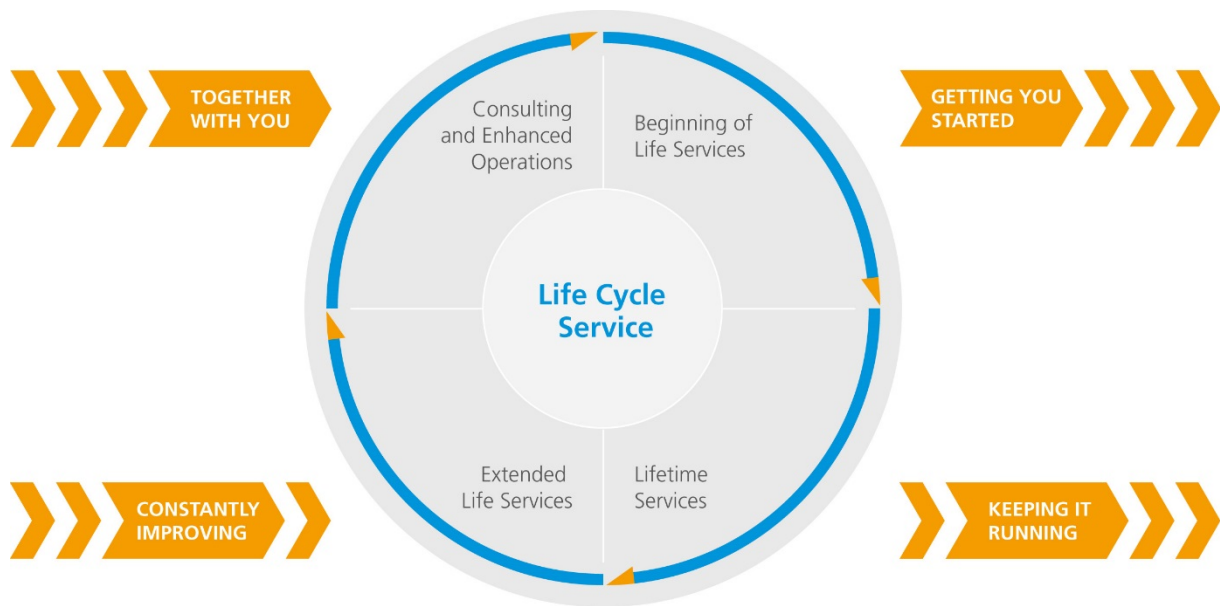 TOGETHER
WITH YOU
Consulting
and Enhanced
Operations
Beginning of
Life Services
GETTING YOU
STARTED
Life Cycle
Service
CONSTANTLY
IMPROVING
Extended
Life Services
Lifetime
Services
KEEPING IT
RUNNING